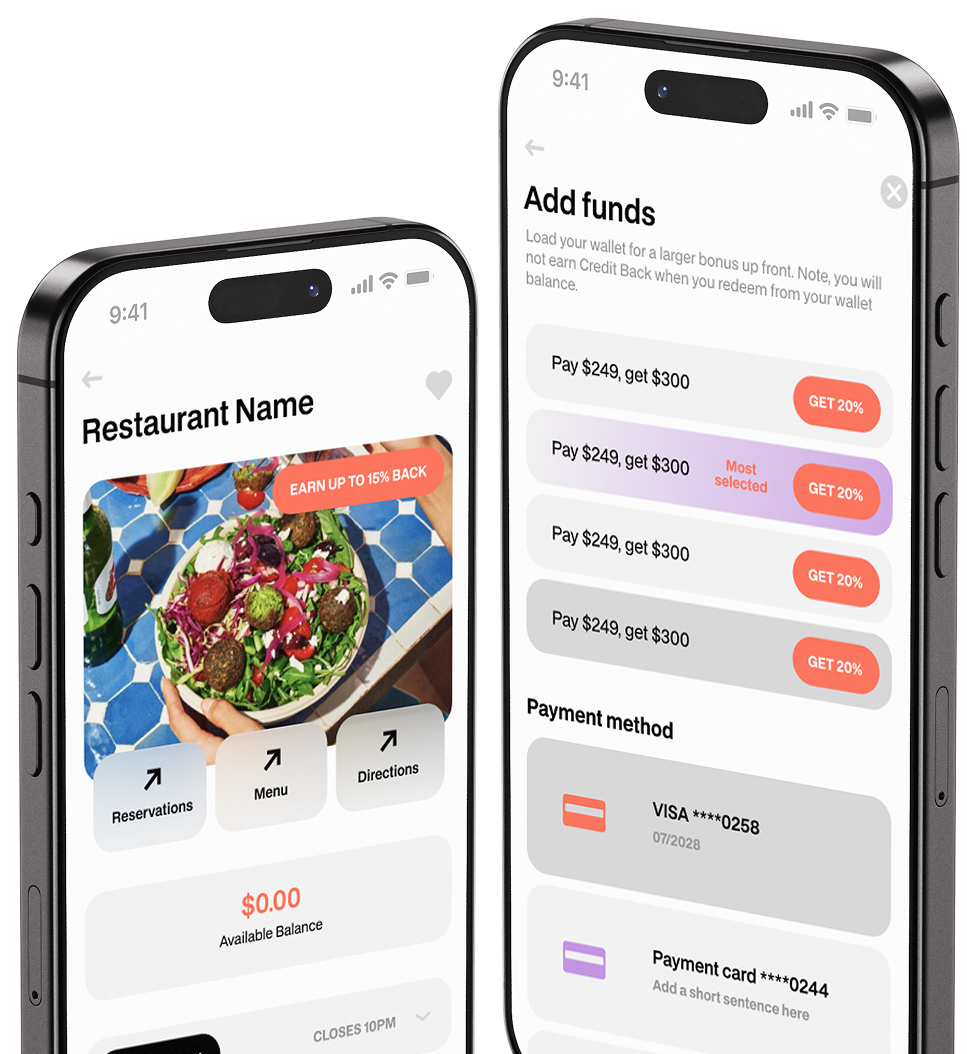 9:41
Restaurant Name
EARN UP TO 15% BACK
Reservations
Menu
Directions
$0.00
Available Balance
CLOSES 10PM
9:41
Add funds
Load your wallet for a larger bonus up front. Note, you will
not earn Credit Back when you redeem from your wallet
balance.
Pay $249, get $300
GET 20%
Pay $249, get $300
Most
selected
GET 20%
Pay $249, get $300
GET 20%
Pay $249, get $300
GET 20%
Payment method
VISA ****0258
07/2028
Payment card ****0244
Add a short sentence here